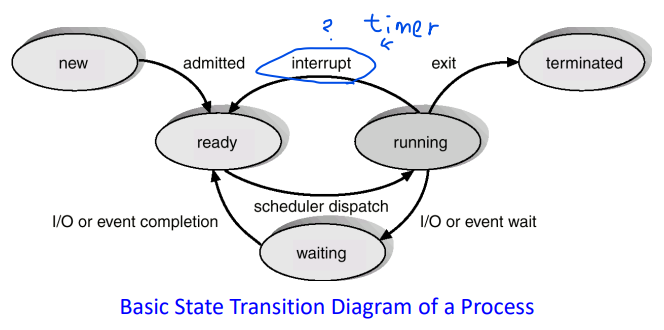 ? timer
new
admitted
interrupt
exit
terminated
ready
running
scheduler dispatch
I/O or event completion
I/O or event wait
waiting
Basic State Transition Diagram of a Process